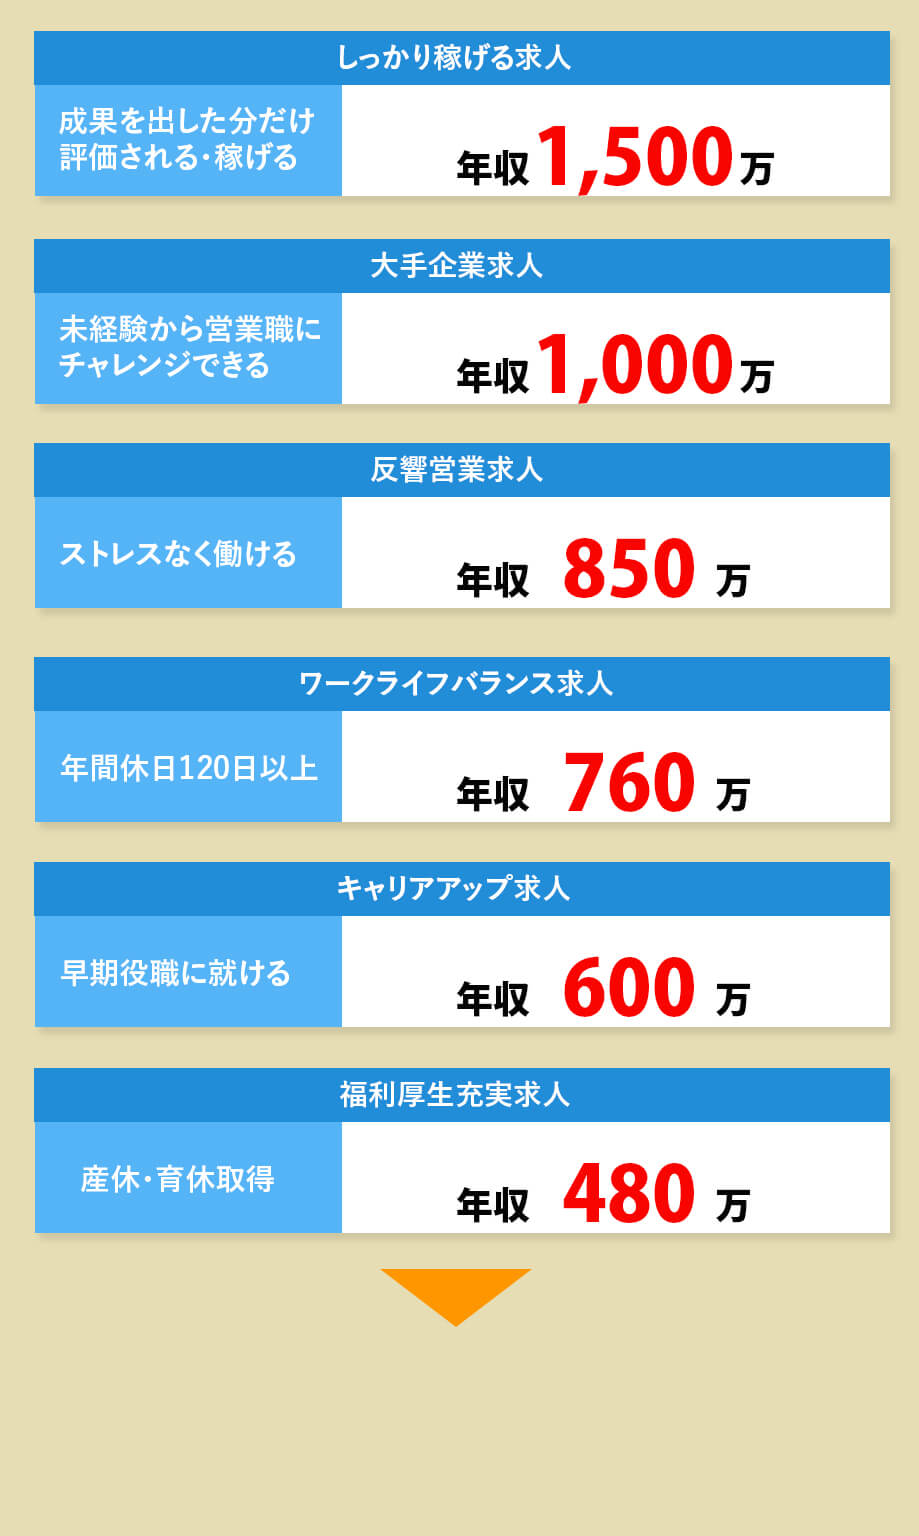 しっかり稼げる求人
成果を出した分だけ
評価される・稼げる
年収1,500万
大手企業求人
未経験から営業職に
チャレンジできる
年収1,000万
反響営業求人
ストレスなく働ける
年収 850 万
ワークライフバランス求人
年間休日120日以上
年収 760 万
キャリアアップ求人
早期役職に就ける
年収 600 万
福利厚生充実求人
産休・育休取得
年収 480 万